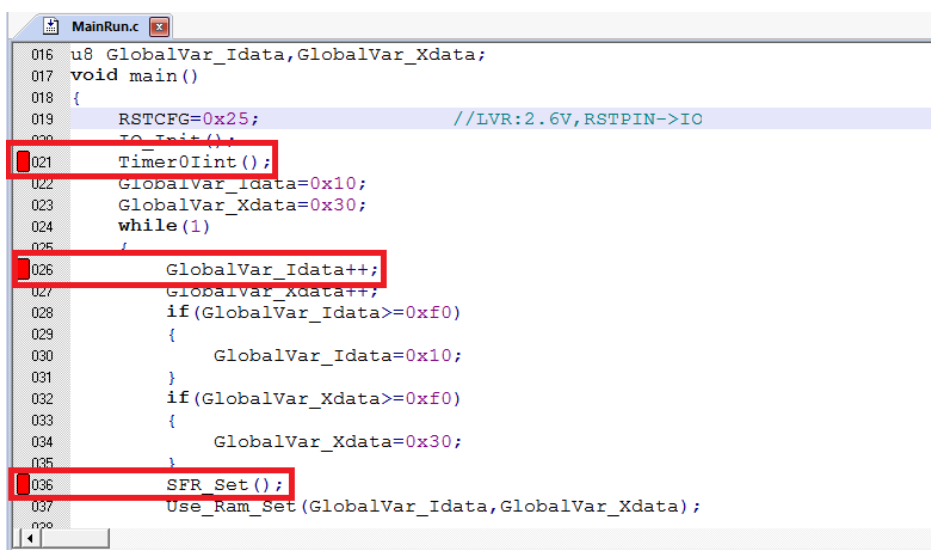 MainRun.c
016 u8 GlobalVar_Idata,GlobalVar_Xdata;
017 void main()
018 {
019 RSTCFG=0x25; //LVR:2.6V,RSTPIN->IO
020 IO_Init();
021 Timer0Iint();
022 GlobalVar_Idata=0x10;
023 GlobalVar_Xdata=0x30;
024 while(1)
025 {
026 GlobalVar_Idata++;
027 GlobalVar_Xdata++;
028 if(GlobalVar_Idata>=0xf0)
029 {
030 GlobalVar_Idata=0x10;
031 }
032 if(GlobalVar_Xdata>=0xf0)
033 {
034 GlobalVar_Xdata=0x30;
035 }
036 SFR_Set();
037 Use_Ram_Set(GlobalVar_Idata,GlobalVar_Xdata);